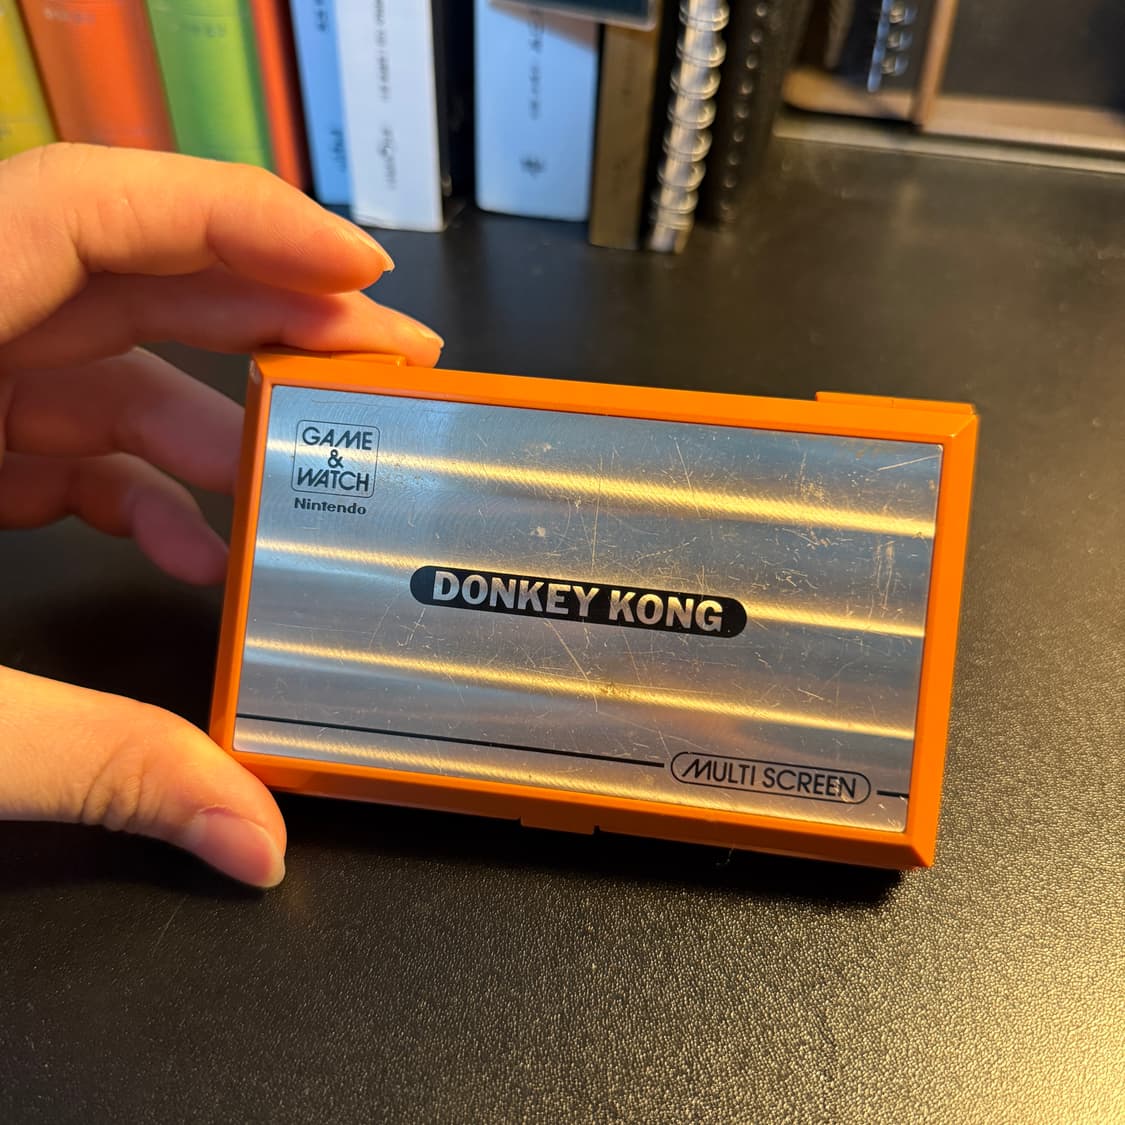 GAME
&
WATCH
Nintendo
DONKEY KONG
MULTI SCREEN